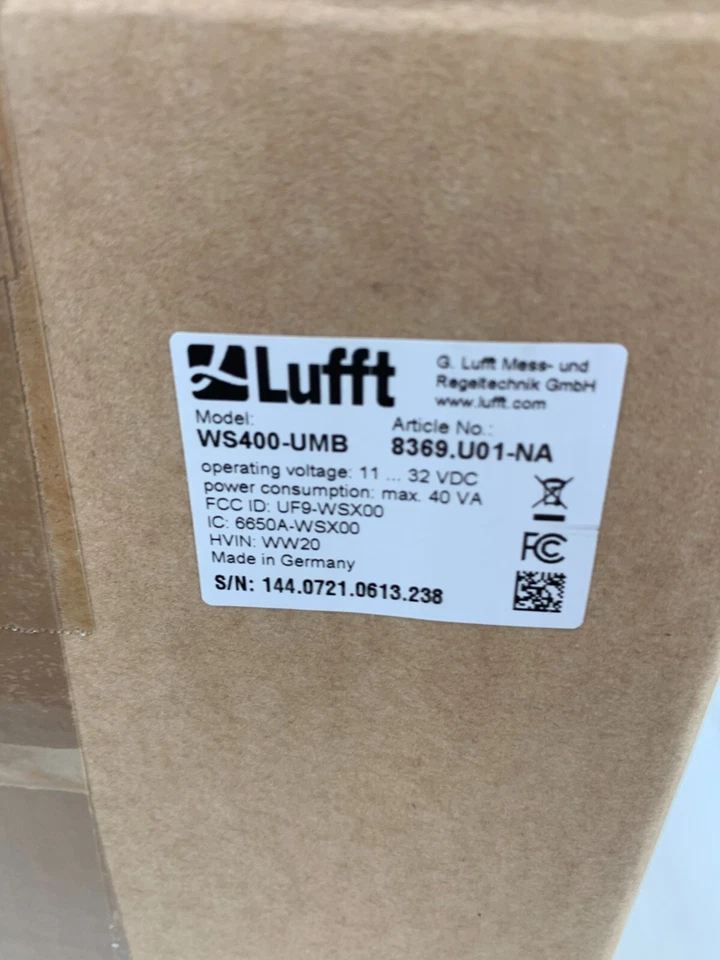 Lufft
G. Lufft Mess- und
Regeltechnik GmbH
www.lufft.com
Model:
WS400-UMB
Article No.:
8369.U01-NA
operating voltage: 11 ... 32 VDC
power consumption: max. 40 VA
FCC ID: UF9-WSX00
IC: 6650A-WSX00
HVIN: WW20
Made in Germany
FC
S/N: 144.0721.0613.238